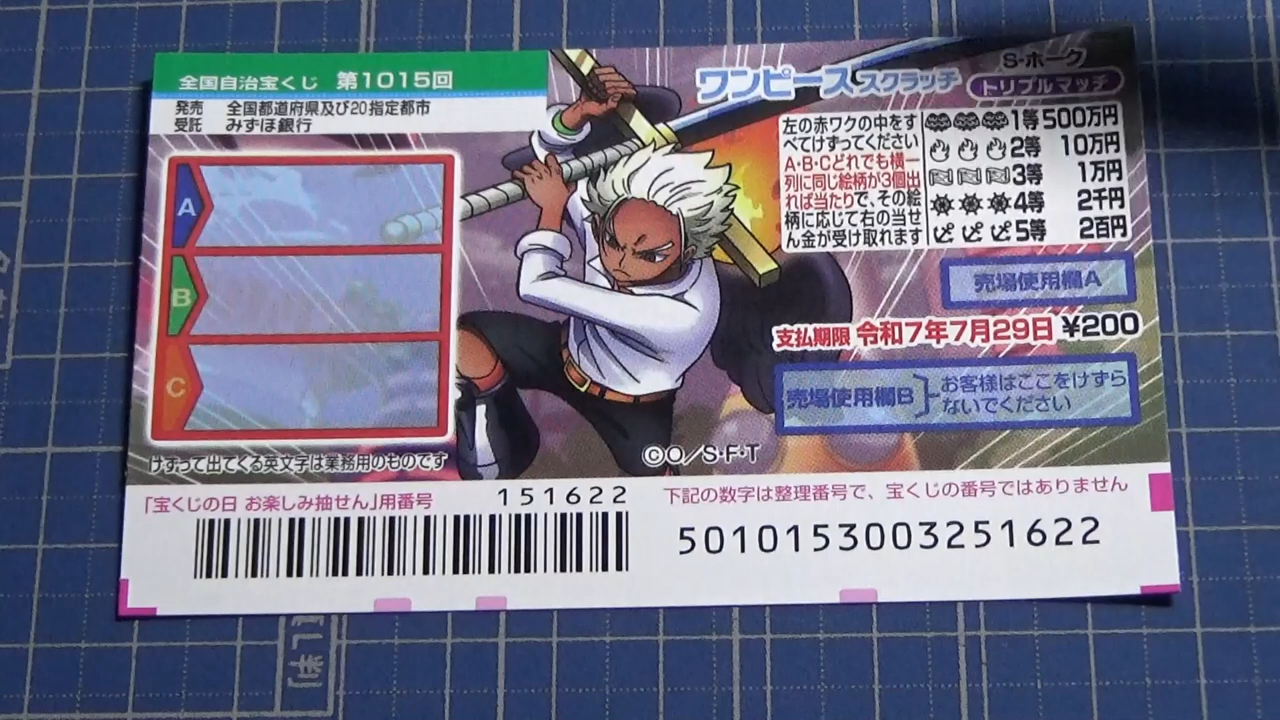 全国自治宝くじ 第1015回
発売 全国都道府県及び20指定都市
受託 みずほ銀行
ワンピーススクラッチ
S・ホーク
トリプルマッチ
左の赤ワクの中をす
べてけずってください
A・B・Cどれでも横一
列に同じ絵柄が3個出
れば当たりで、その絵
柄に応じて右の当せ
ん金が受け取れます
1等 500万円
2等 10万円
3等 1万円
4等 2千円
5等 2百円
A
B
C
売場使用欄A
支払期限 令和7年7月29日 ¥200
売場使用欄B
お客様はここをけずら
ないでください
©O/S・F・T
けずって出てくる英文字は業務用のものです
「宝くじの日 お楽しみ抽せん」用番号 151622
下記の数字は整理番号で、宝くじの番号ではありません
5010153003251622